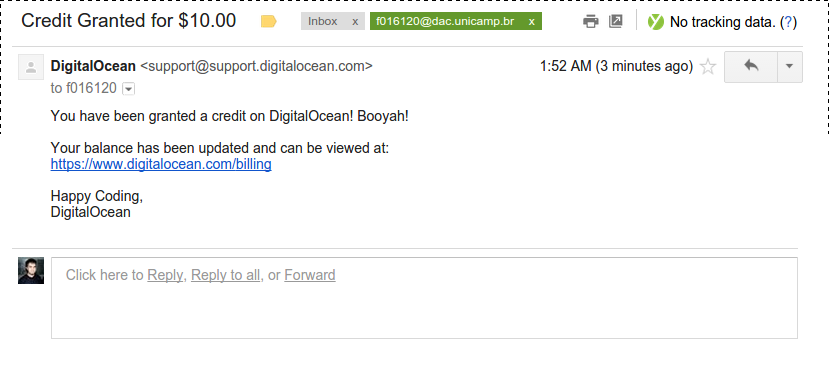 Credit Granted for $10.00 Inbox x f016120@dac.unicamp.br x No tracking data. (?)
DigitalOcean <support@support.digitalocean.com> 1:52 AM (3 minutes ago)
to f016120
You have been granted a credit on DigitalOcean! Booyah!
Your balance has been updated and can be viewed at:
https://www.digitalocean.com/billing
Happy Coding,
DigitalOcean
Click here to Reply, Reply to all, or Forward